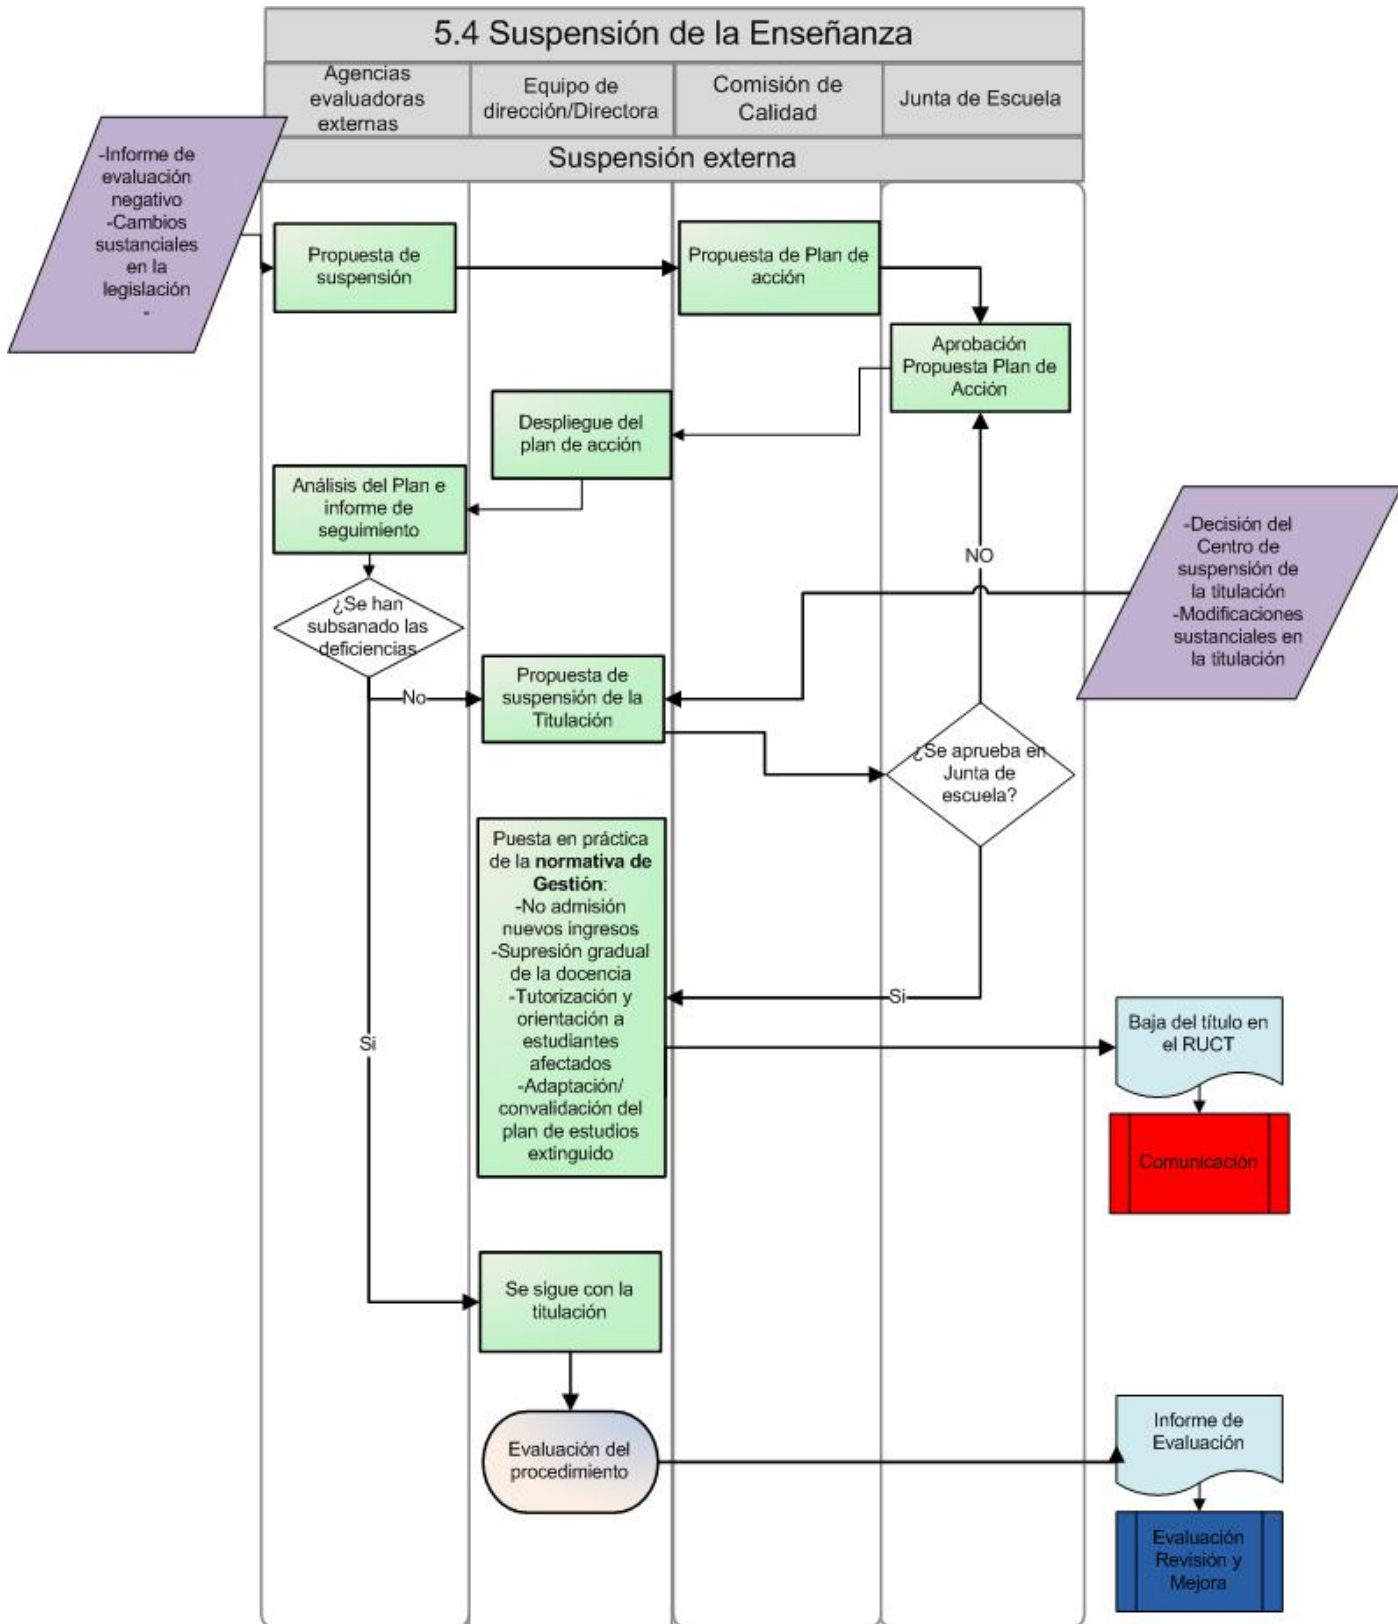 5.4 Suspensión de la Enseñanza
Agencias
evaluadoras
externas
Equipo de
dirección/Directora
Comisión de
Calidad
Junta de Escuela
Suspensión externa
-Informe de
evaluación
negativo
-Cambios
sustanciales
en la
legislación
-
Propuesta de
suspensión
Propuesta de Plan de
acción
Aprobación
Propuesta Plan de
Acción
Despliegue del
plan de acción
Análisis del Plan e
informe de
seguimiento
-Decisión del
Centro de
suspensión de
la titulación
-Modificaciones
sustanciales en
la titulación
NO
¿Se han
subsanado las
deficiencias
No
Propuesta de
suspensión de la
Titulación
¿Se aprueba en
Junta de
escuela?
Puesta en práctica
de la normativa de
Gestión:
-No admisión
nuevos ingresos
-Supresión gradual
de la docencia
-Tutorización y
orientación a
estudiantes
afectados
-Adaptación/
convalidación del
plan de estudios
extinguido
Si
Si
Baja del título en
el RUCT
Comunicación
Se sigue con la
titulación
Evaluación del
procedimiento
Informe de
Evaluación
Evaluación
Revisión y
Mejora